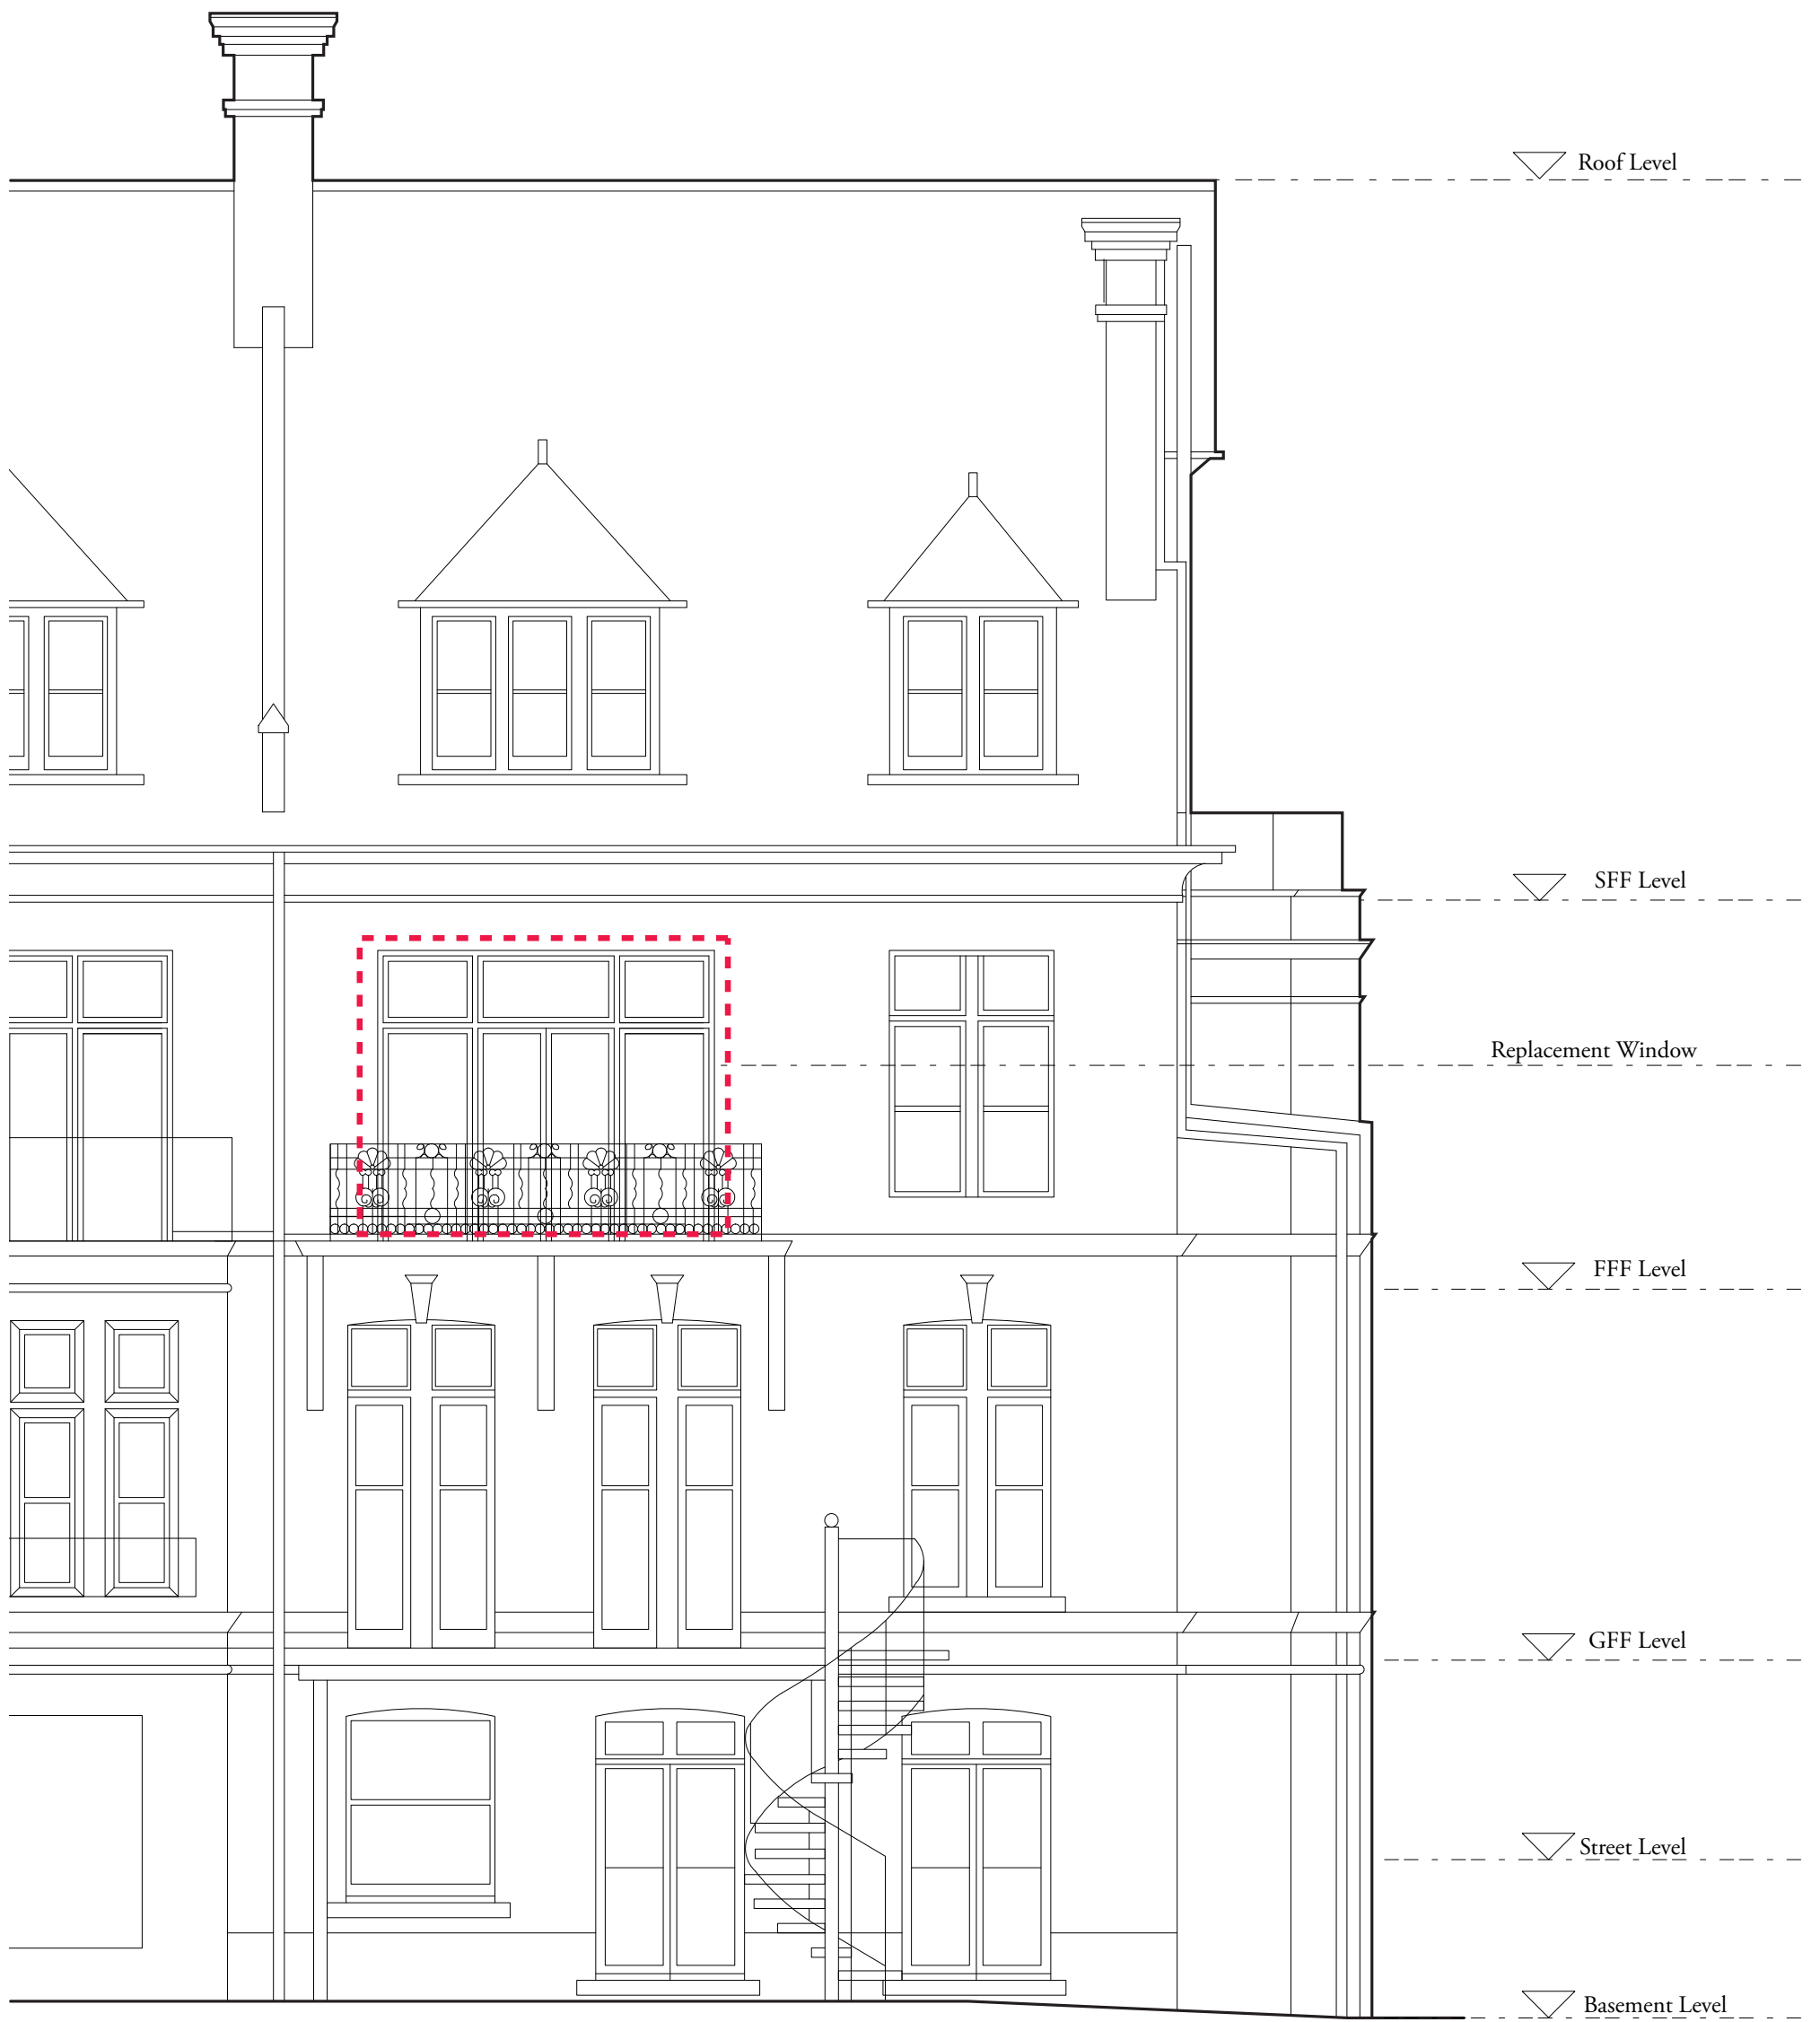 Roof Level
SFF Level
Replacement Window
FFF Level
GFF Level
Street Level
Basement Level